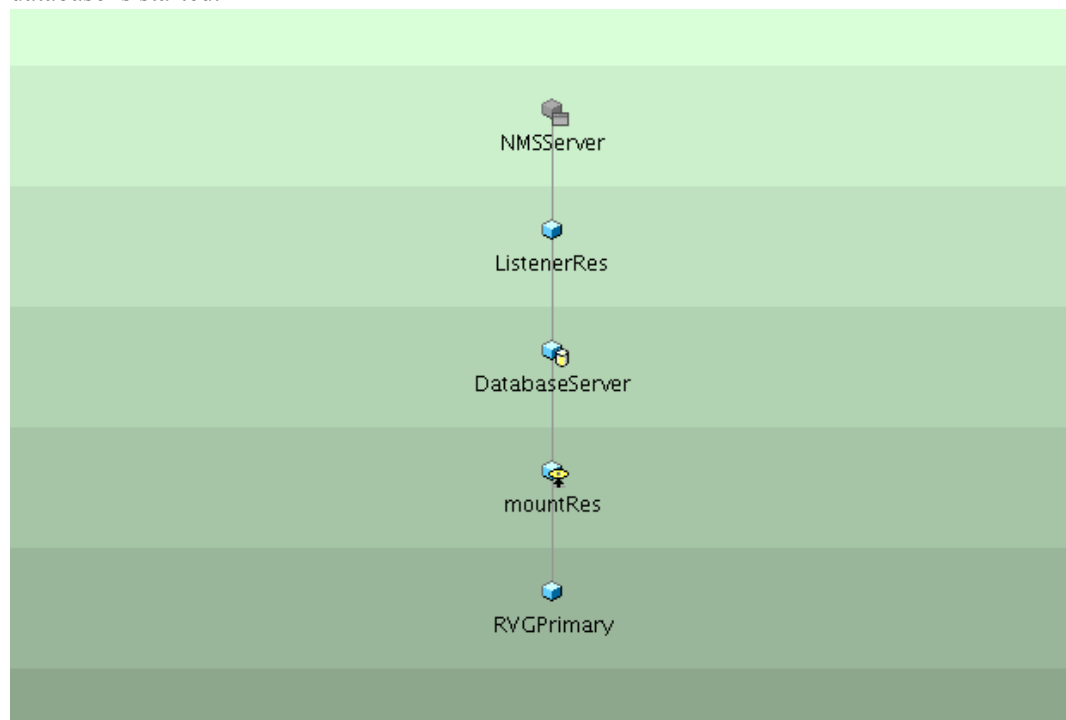 NMSServer
ListenerRes
DatabaseServer
mountRes
RVGPrimary